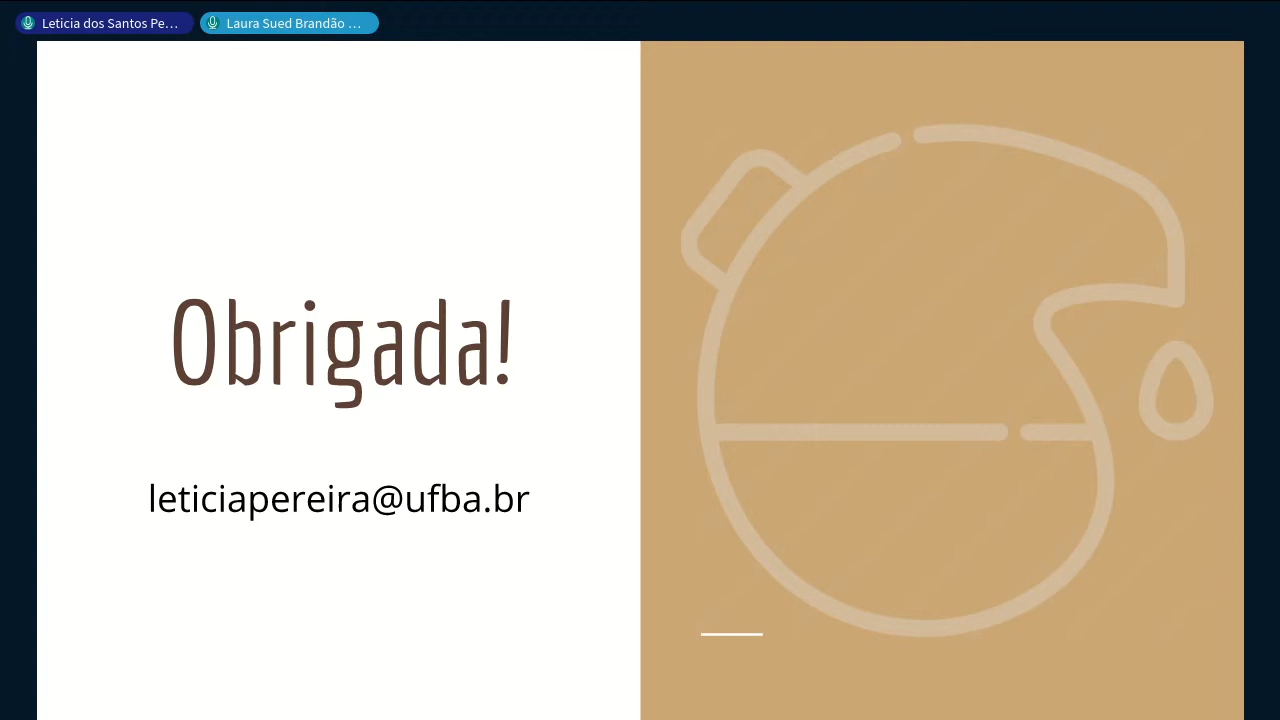 Leticia dos Santos Pe...
Laura Sued Brandão ...
Obrigada!
leticiapereira@ufba.br